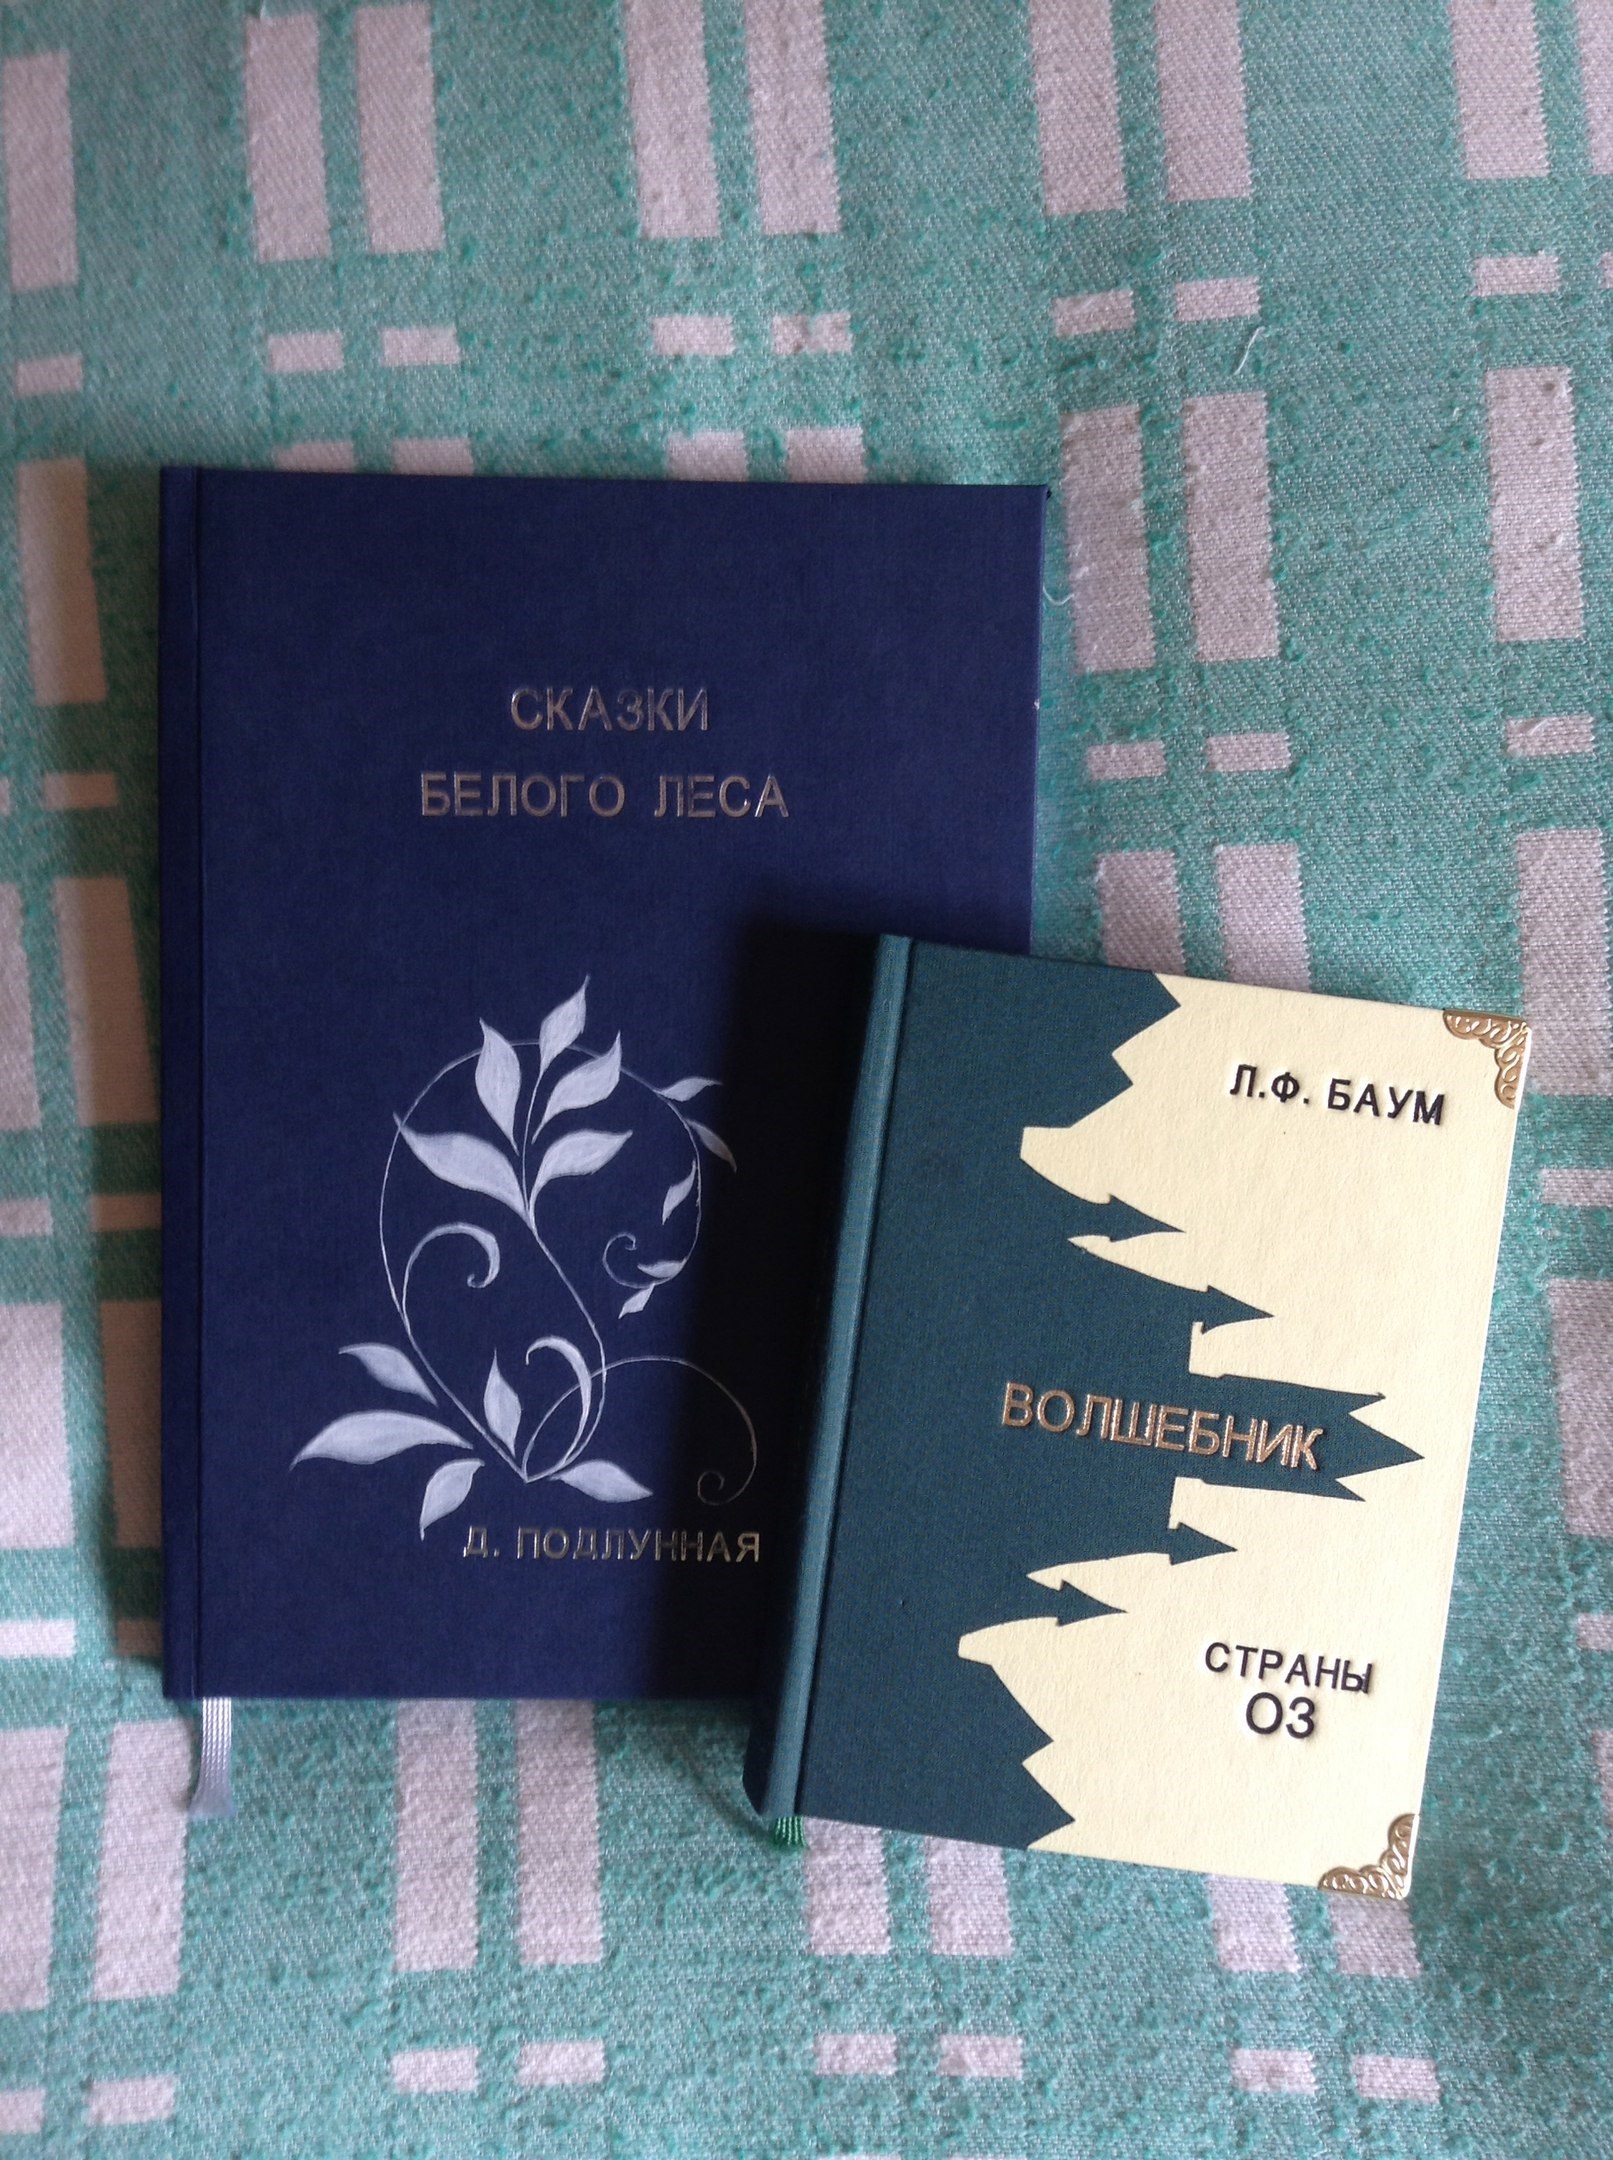 СКАЗКИ
БЕЛОГО ЛЕСА
Д. ПОДЛУННАЯ
Л.Ф. БАУМ
ВОЛШЕБНИК
СТРАНЫ
ОЗ